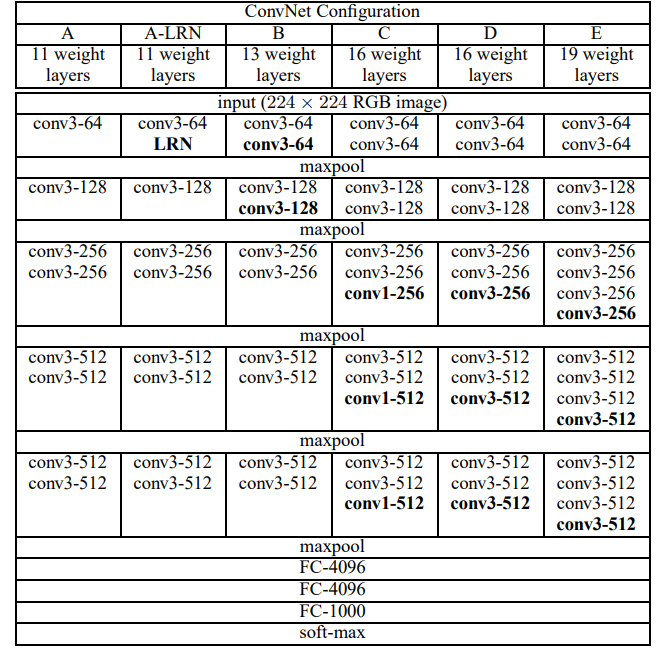 ConvNet Configuration
A A-LRN B C D E
11 weight 11 weight 13 weight 16 weight 16 weight 19 weight
layers layers layers layers layers layers
input (224 × 224 RGB image)
conv3-64 conv3-64 conv3-64 conv3-64 conv3-64 conv3-64
LRN conv3-64 conv3-64 conv3-64 conv3-64
maxpool
conv3-128 conv3-128 conv3-128 conv3-128 conv3-128 conv3-128
conv3-128 conv3-128 conv3-128 conv3-128
maxpool
conv3-256 conv3-256 conv3-256 conv3-256 conv3-256 conv3-256
conv3-256 conv3-256 conv3-256 conv3-256 conv3-256 conv3-256
conv1-256 conv3-256 conv3-256
conv3-256
maxpool
conv3-512 conv3-512 conv3-512 conv3-512 conv3-512 conv3-512
conv3-512 conv3-512 conv3-512 conv3-512 conv3-512 conv3-512
conv1-512 conv3-512 conv3-512
conv3-512
maxpool
conv3-512 conv3-512 conv3-512 conv3-512 conv3-512 conv3-512
conv3-512 conv3-512 conv3-512 conv3-512 conv3-512 conv3-512
conv1-512 conv3-512 conv3-512
conv3-512
maxpool
FC-4096
FC-4096
FC-1000
soft-max